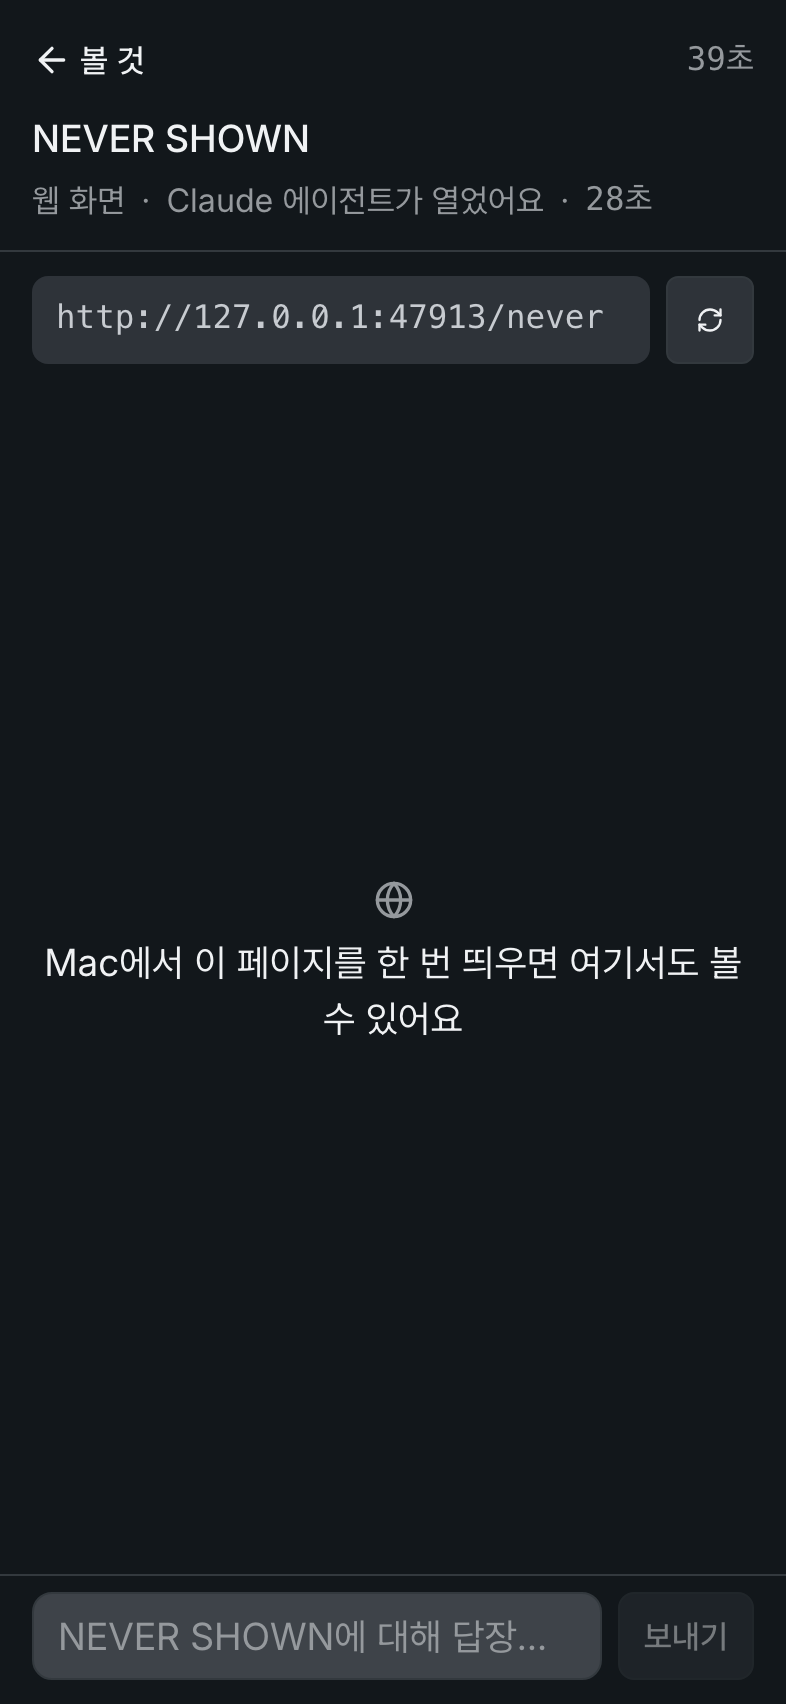 볼 것
39초
NEVER SHOWN
웹 화면 · Claude 에이전트가 열었어요 · 28초
http://127.0.0.1:47913/never
Mac에서 이 페이지를 한 번 띄우면 여기서도 볼
수 있어요
NEVER SHOWN에 대해 답장...
보내기